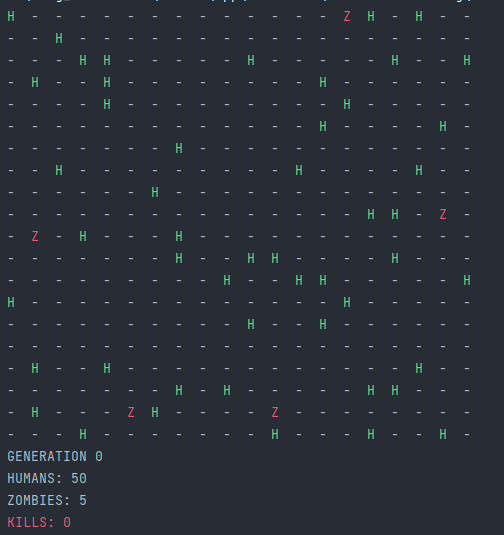 H - - - - - - - - - - - - - Z H - H - -
- - H - - - - - - - - - - - - - - - - -
- - - H H - - - - - H - - - - - H - - H
- H - - H - - - - - - - - H - - - - - -
- - - - H - - - - - - - - - H - - - - -
- - - - - - - - - - - - - H - - - - H -
- - - - - - - H - - - - - - - - - - - -
- - H - - - - - - - - - H - - - - H - -
- - - - - - H - - - - - - - - - - - - -
- - - - - - - - - - - - - - - H H - Z -
- Z - H - - - H - - - - - - - - - - - -
- - - - - - - H - - H H - - - - H - - -
- - - - - - - - - H - - H H - - - - - H
H - - - - - - - - - - - - - H - - - - -
- - - - - - - - - - H - - H - - - - - -
- - - - - - - - - - - - - - - - - - - -
- H - - H - - - - - - - - - - - - H - -
- - - - - - - H - H - - - - - H H - - -
- H - - - Z H - - - - Z - - - - - - - -
- - - H - - - - - - - H - - - H - - H -
GENERATION 0
HUMANS: 50
ZOMBIES: 5
KILLS: 0